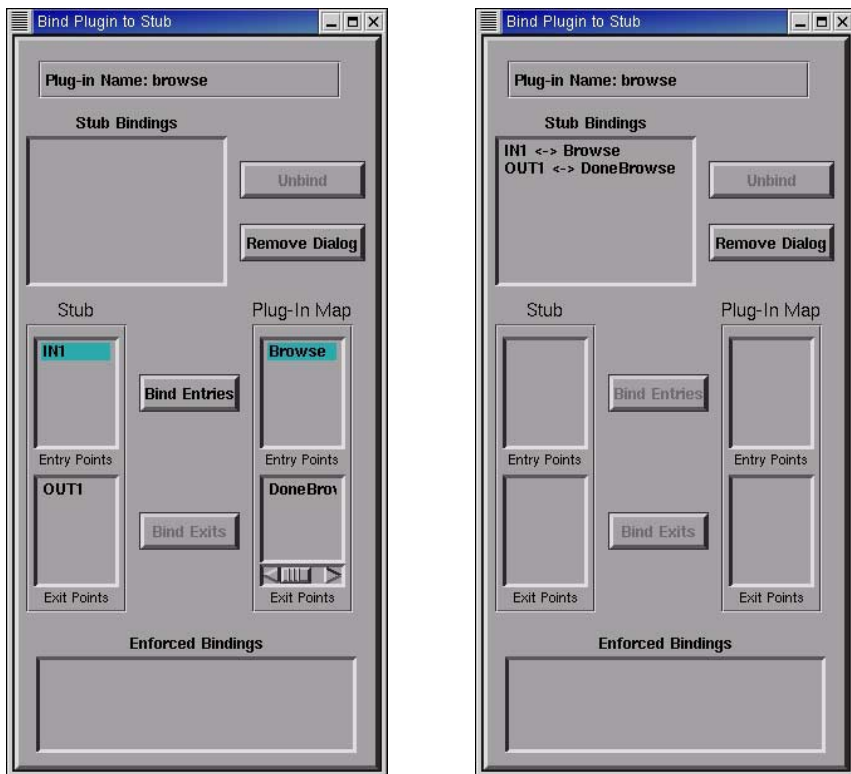 Bind Plugin to Stub
Plug-in Name: browse
Stub Bindings
Unbind
Remove Dialog
Stub
Plug-In Map
IN1
Browse
Bind Entries
Entry Points
Entry Points
OUT1
DoneBrov
Bind Exits
Exit Points
Exit Points
Enforced Bindings
Bind Plugin to Stub
Plug-in Name: browse
Stub Bindings
IN1 <-> Browse
OUT1 <-> DoneBrowse
Unbind
Remove Dialog
Stub
Plug-In Map
Bind Entries
Entry Points
Entry Points
Bind Exits
Exit Points
Exit Points
Enforced Bindings